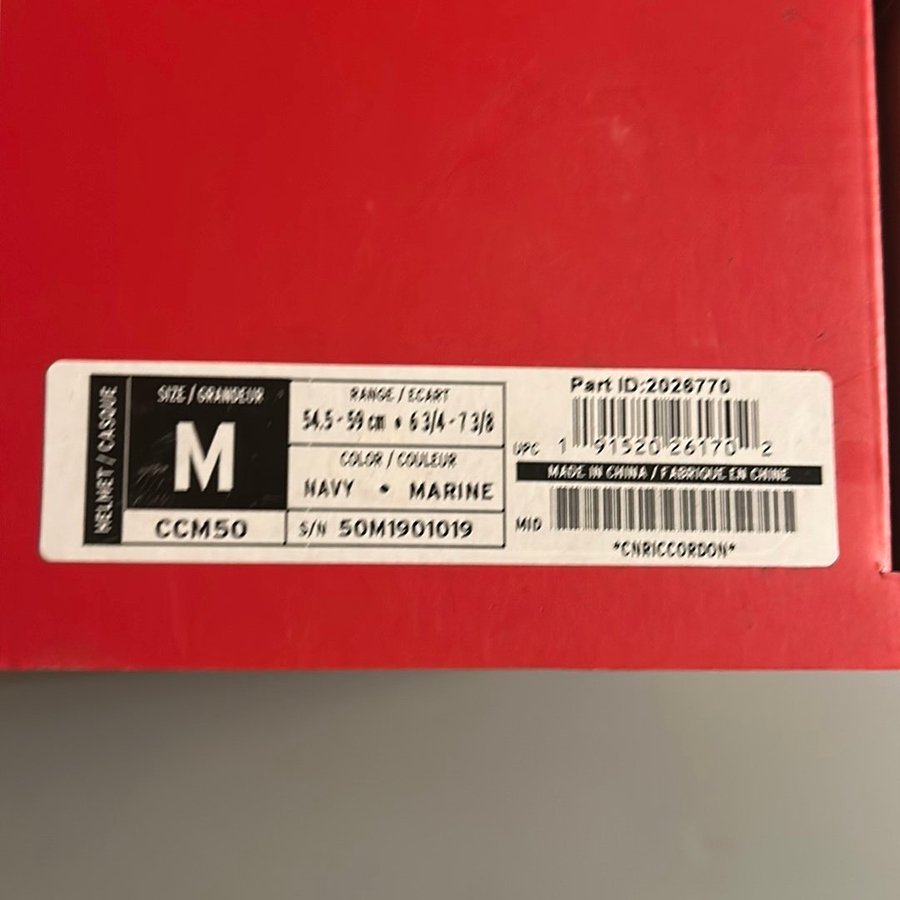 HELMET / CASQUE
SIZE / GRANDEUR
M
CCM50
RANGE / ECART
54.5 - 59 cm • 6 3/4 - 7 3/8
COLOR / COULEUR
NAVY • MARINE
S/N 50M1901019
Part ID:2026770
UPC 1 91520 26170 2
MADE IN CHINA / FABRIQUE EN CHINE
MID
*CNRICCORDON*